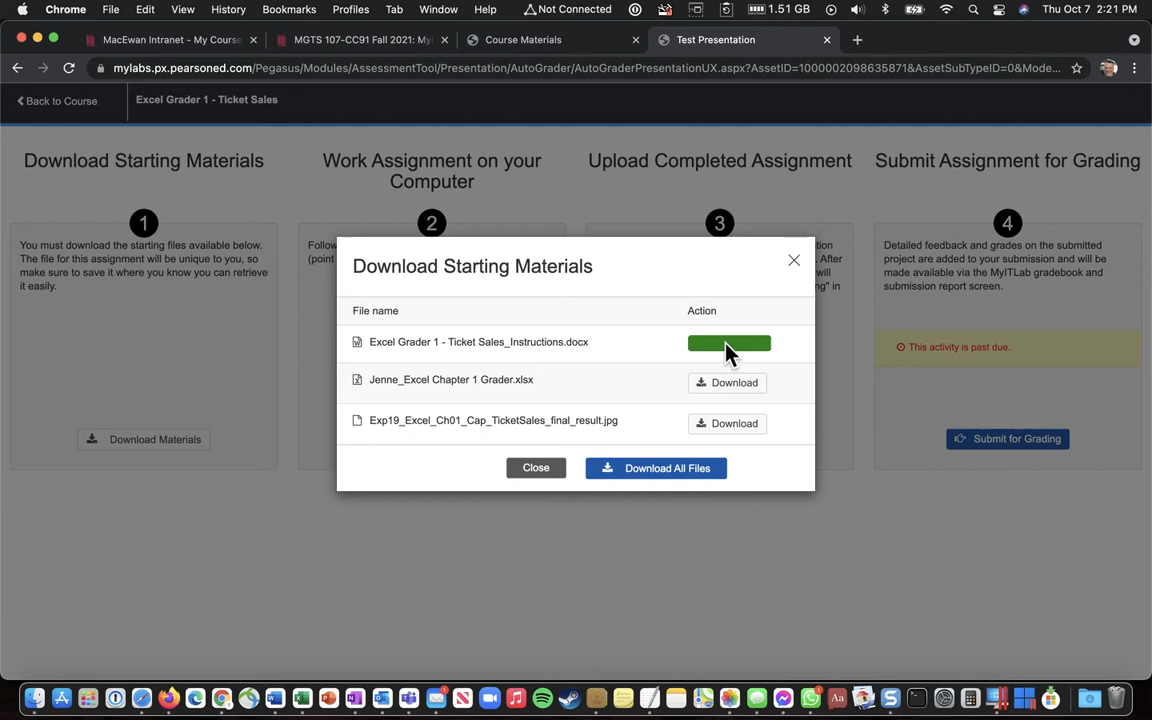 Chrome File Edit View History Bookmarks Profiles Tab Window Help Not Connected 1.51 GB Thu Oct 7 2:21 PM
MacEwan Intranet - My Course MGTS 107-CC91 Fall 2021: My Course Materials Test Presentation
mylabs.px.pearsoned.com/Pegasus/Modules/AssessmentTool/Presentation/AutoGrader/AutoGraderPresentationUX.aspx?AssetID=1000002098635871&AssetSubTypeID=0&Mode...
Back to Course Excel Grader 1 - Ticket Sales
Download Starting Materials
Work Assignment on your
Computer
Upload Completed Assignment
Submit Assignment for Grading
1
2
3
4
You must download the starting files available below.
The file for this assignment will be unique to you, so
make sure to save it where you know you can retrieve
it easily.
Download Materials
Follow
(point
tion
After
will
ng" in
Detailed feedback and grades on the submitted
project are added to your submission and will be
made available via the MyITLab gradebook and
submission report screen.
This activity is past due.
Submit for Grading
Download Starting Materials
File name Action
Excel Grader 1 - Ticket Sales_Instructions.docx
Jenne_Excel Chapter 1 Grader.xlsx Download
Exp19_Excel_Ch01_Cap_TicketSales_final_result.jpg Download
Close Download All Files